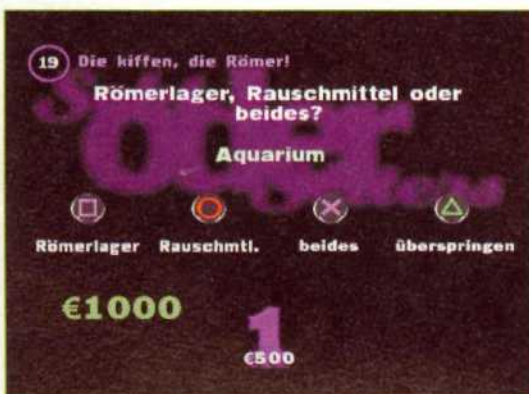 19 Die kiffen, die Römer!
Römerlager, Rauschmittel oder
beides?
Aquarium
Römerlager Rauschmtl. beides überspringen
€1000
1
€500